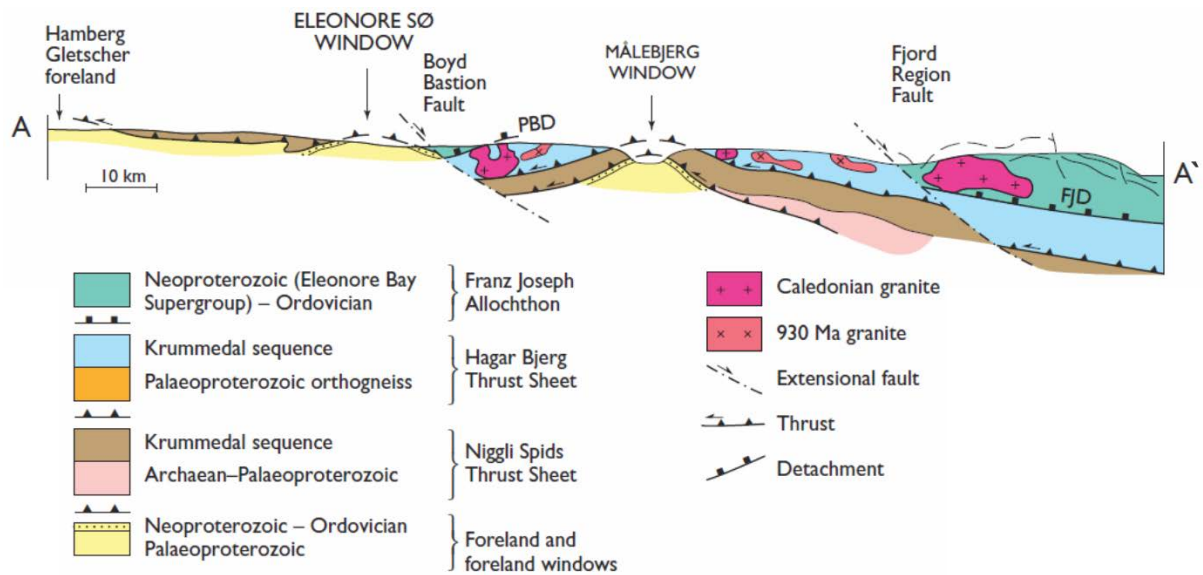 Hamberg
Gletscher
foreland
ELEONORE SØ
WINDOW
Boyd
Bastion
Fault
MÅLEBJERG
WINDOW
Fjord
Region
Fault
A
PBD
A`
10 km
FJD
Neoproterozoic (Eleonore Bay
Supergroup) – Ordovician
Franz Joseph
Allochthon
Krummedal sequence
Palaeoproterozoic orthogneiss
Hagar Bjerg
Thrust Sheet
Krummedal sequence
Archaean–Palaeoproterozoic
Niggli Spids
Thrust Sheet
Neoproterozoic – Ordovician
Palaeoproterozoic
Foreland and
foreland windows
Caledonian granite
930 Ma granite
Extensional fault
Thrust
Detachment